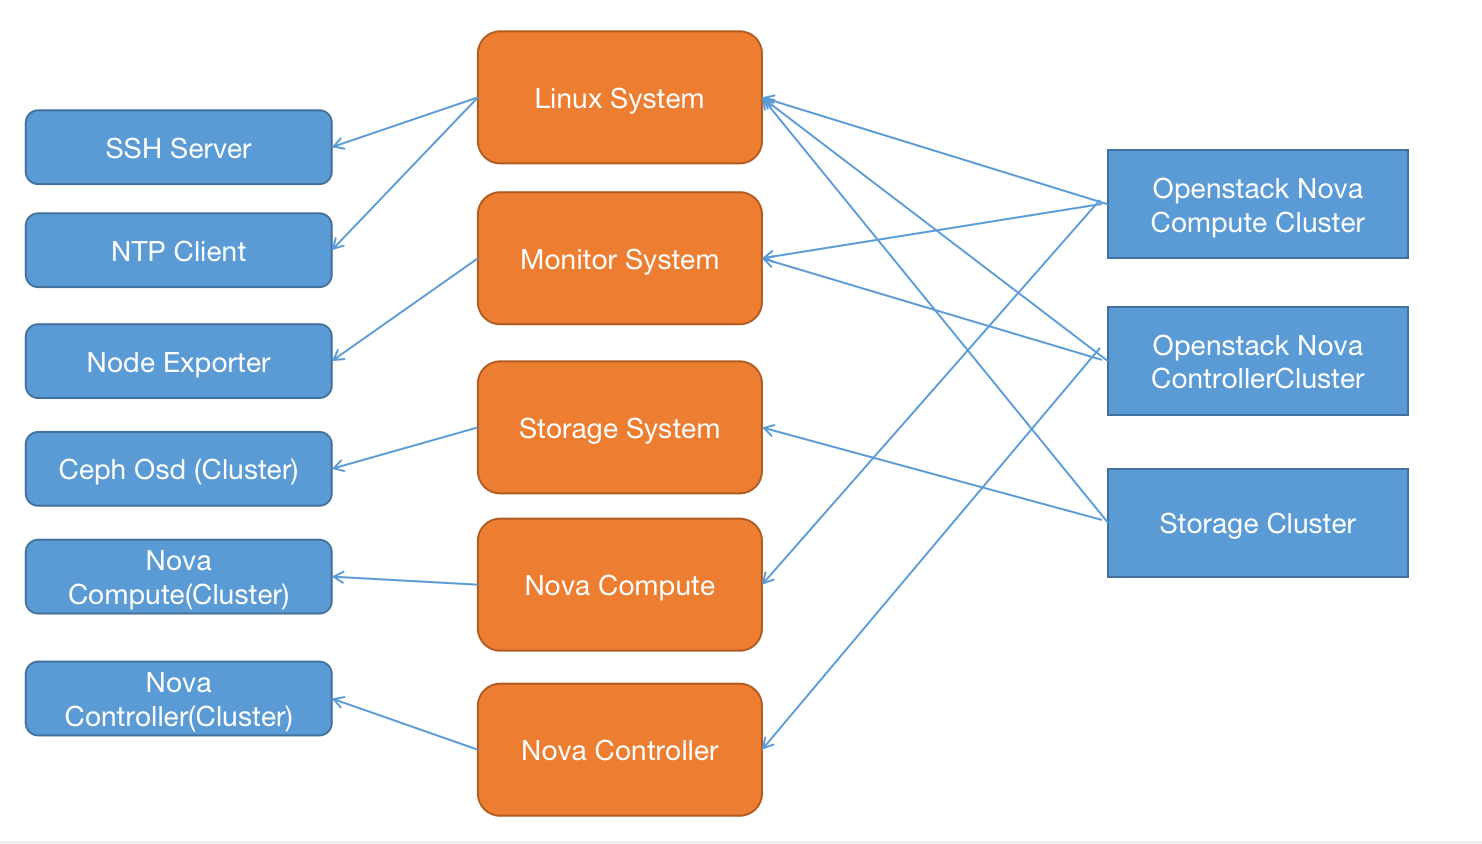 SSH Server
NTP Client
Node Exporter
Ceph Osd (Cluster)
Nova
Compute(Cluster)
Nova
Controller(Cluster)
Linux System
Monitor System
Storage System
Nova Compute
Nova Controller
Openstack Nova
Compute Cluster
Openstack Nova
ControllerCluster
Storage Cluster